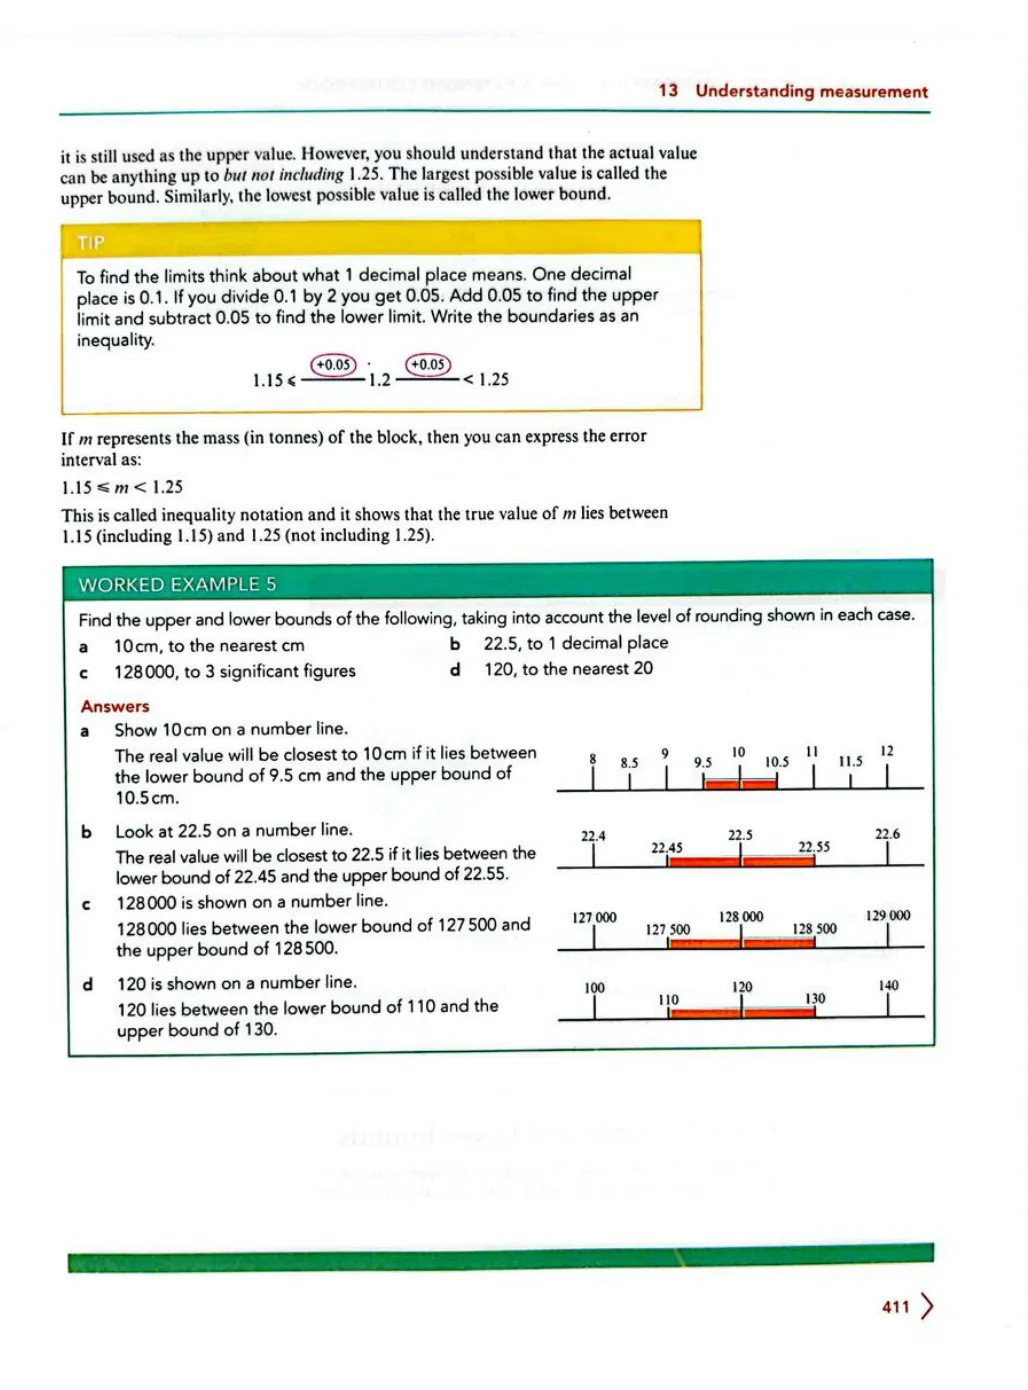 13 Understanding measurement
it is still used as the upper value. However, you should understand that the actual value
can be anything up to but not including 1.25. The largest possible value is called the
upper bound. Similarly, the lowest possible value is called the lower bound.
TIP
To find the limits think about what 1 decimal place means. One decimal
place is 0.1. If you divide 0.1 by 2 you get 0.05. Add 0.05 to find the upper
limit and subtract 0.05 to find the lower limit. Write the boundaries as an
inequality.
+0.05 +0.05
1.15 ⩽ 1.2 < 1.25
If m represents the mass (in tonnes) of the block, then you can express the error
interval as:
1.15 ⩽ m < 1.25
This is called inequality notation and it shows that the true value of m lies between
1.15 (including 1.15) and 1.25 (not including 1.25).
WORKED EXAMPLE 5
Find the upper and lower bounds of the following, taking into account the level of rounding shown in each case.
a 10 cm, to the nearest cm b 22.5, to 1 decimal place
c 128 000, to 3 significant figures d 120, to the nearest 20
Answers
a Show 10 cm on a number line.
The real value will be closest to 10 cm if it lies between
the lower bound of 9.5 cm and the upper bound of
10.5 cm.
8 8.5 9 9.5 10 10.5 11 11.5 12
b Look at 22.5 on a number line.
The real value will be closest to 22.5 if it lies between the
lower bound of 22.45 and the upper bound of 22.55.
22.4 22.45 22.5 22.55 22.6
c 128 000 is shown on a number line.
128 000 lies between the lower bound of 127 500 and
the upper bound of 128 500.
127 000 127 500 128 000 128 500 129 000
d 120 is shown on a number line.
120 lies between the lower bound of 110 and the
upper bound of 130.
100 110 120 130 140
411